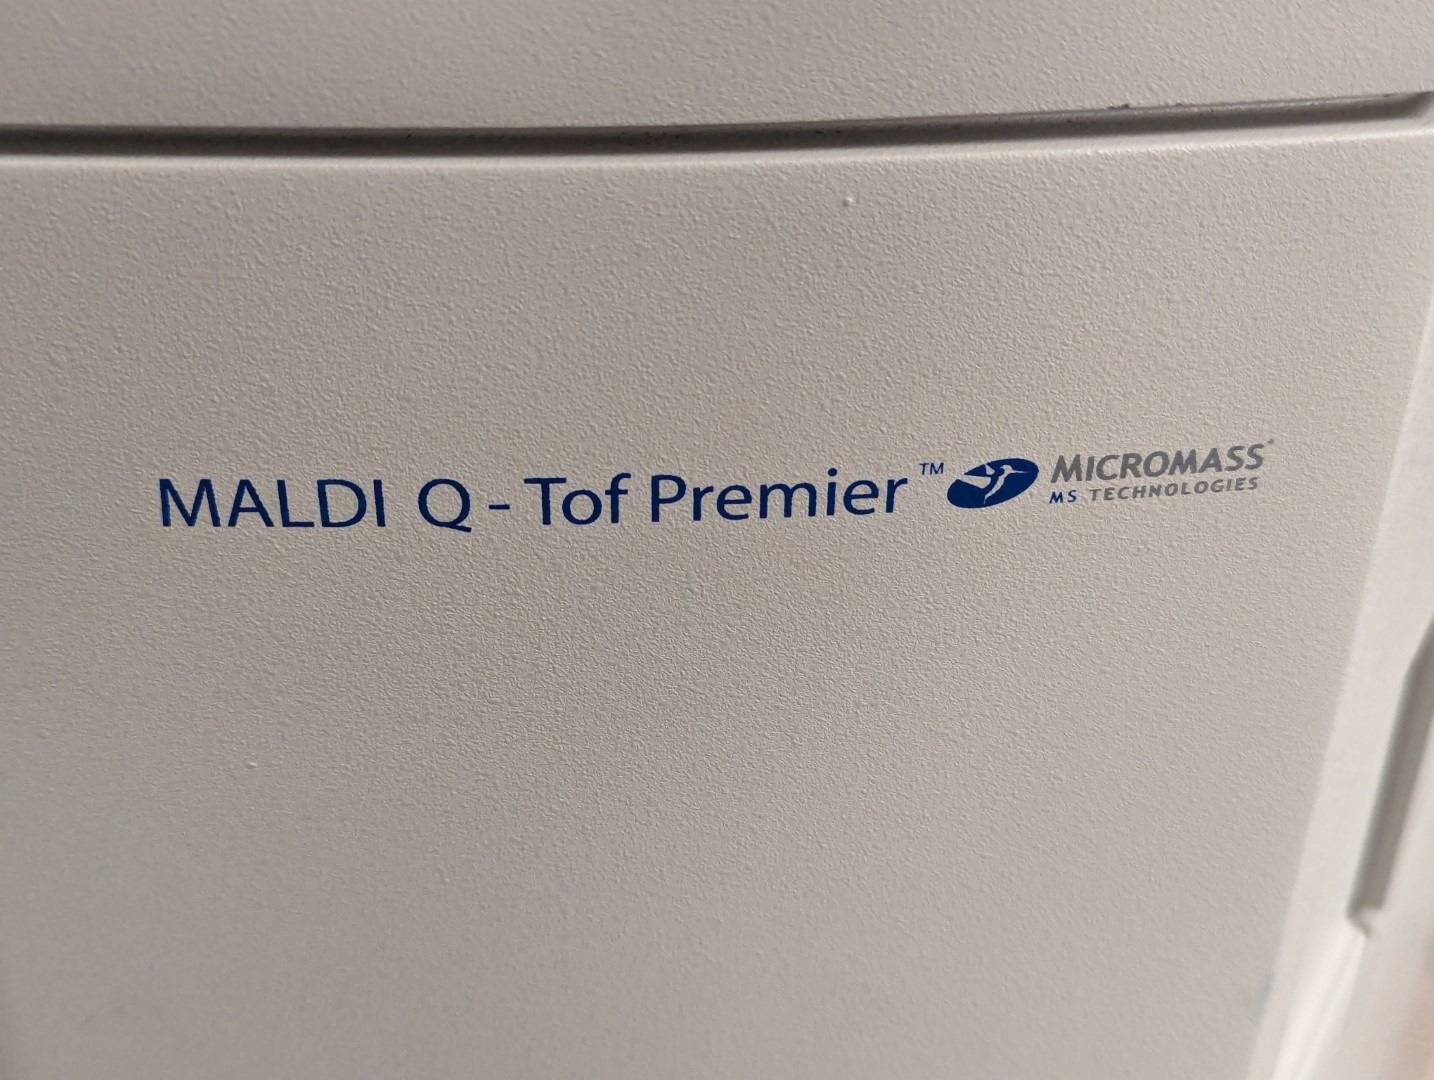 MALDI Q - Tof Premier™ MICROMASS®
MS TECHNOLOGIES